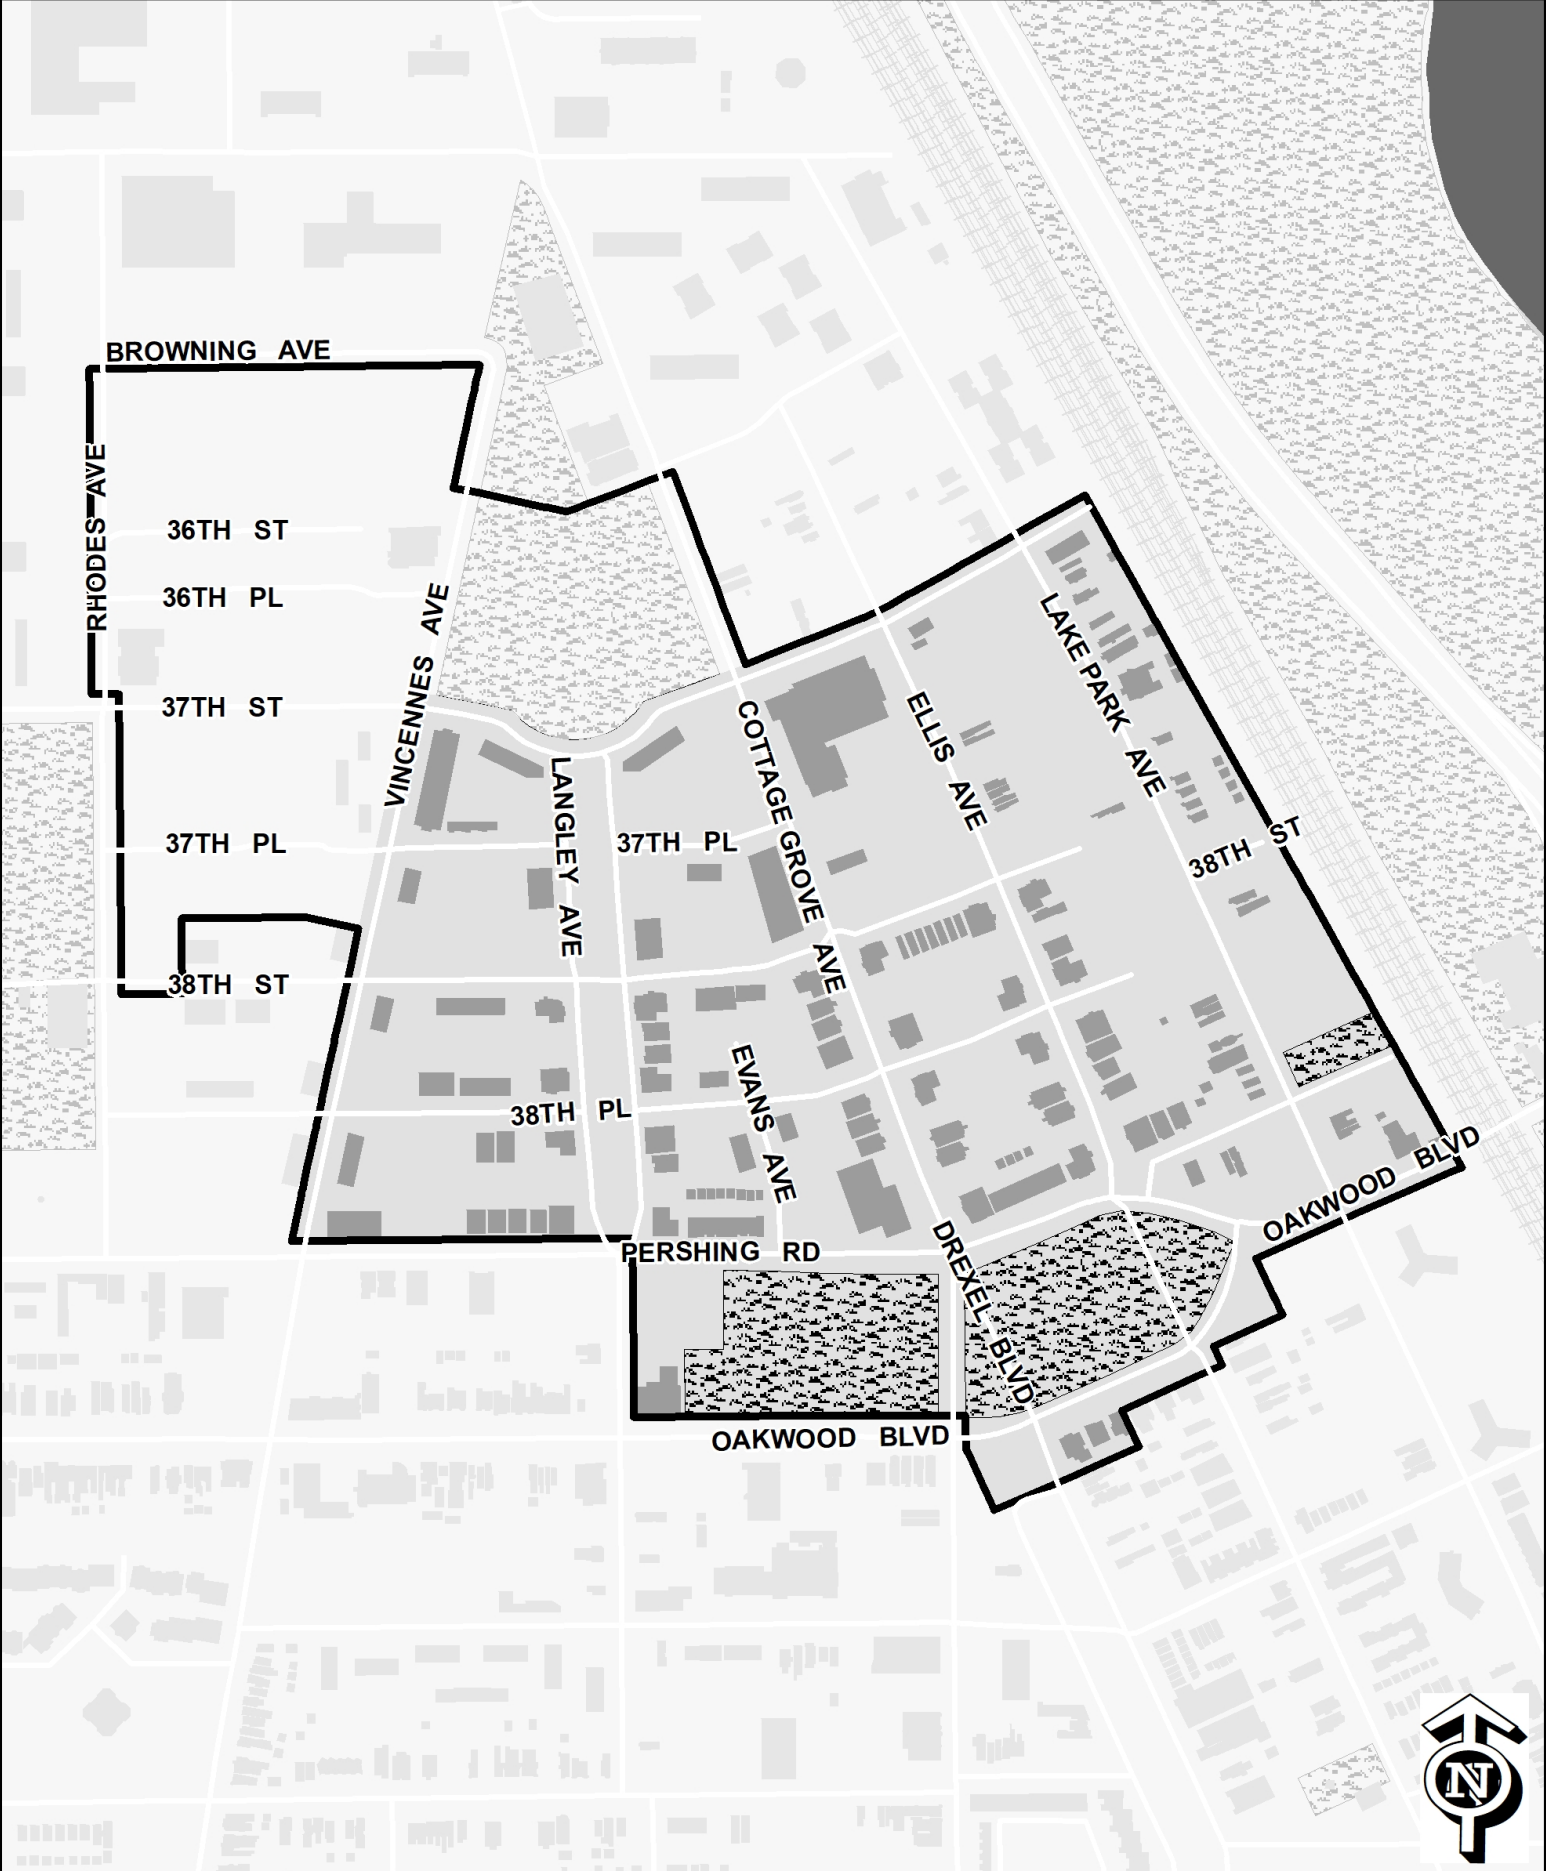 BROWNING AVE
RHODES AVE
36TH ST
36TH PL
VINCENNES AVE
LAKE PARK AVE
37TH ST
ELLIS AVE
COTTAGE GROVE AVE
LANGLEY AVE
37TH PL
37TH PL
38TH ST
38TH ST
EVANS AVE
38TH PL
OAKWOOD BLVD
PERSHING RD
DREXEL BLVD
OAKWOOD BLVD
N